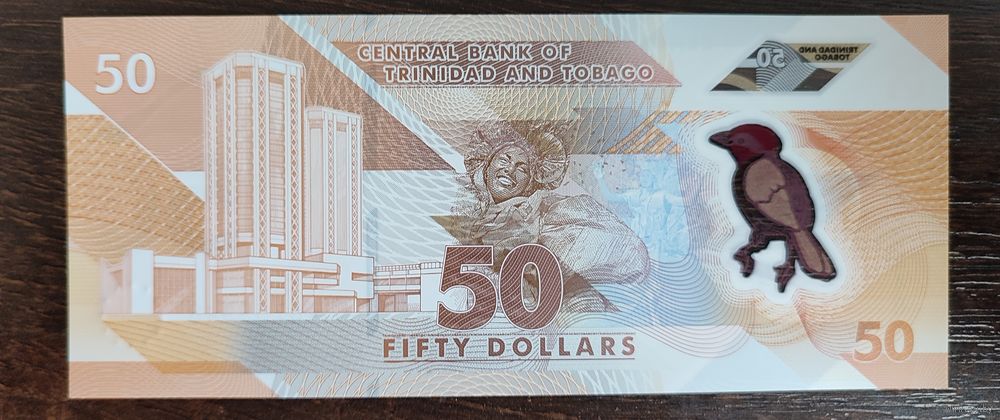 50
CENTRAL BANK OF
TRINIDAD AND TOBAGO
TRINIDAD AND
TOBAGO
50
50
FIFTY DOLLARS
50